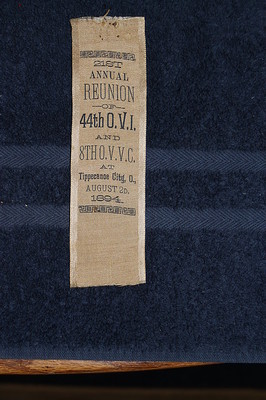 21ST
ANNUAL
REUNION
—OF—
44th O.V.I.
AND
8TH O.V.V.C.
AT
Tippecanoe City, O.,
AUGUST 25,
1894.